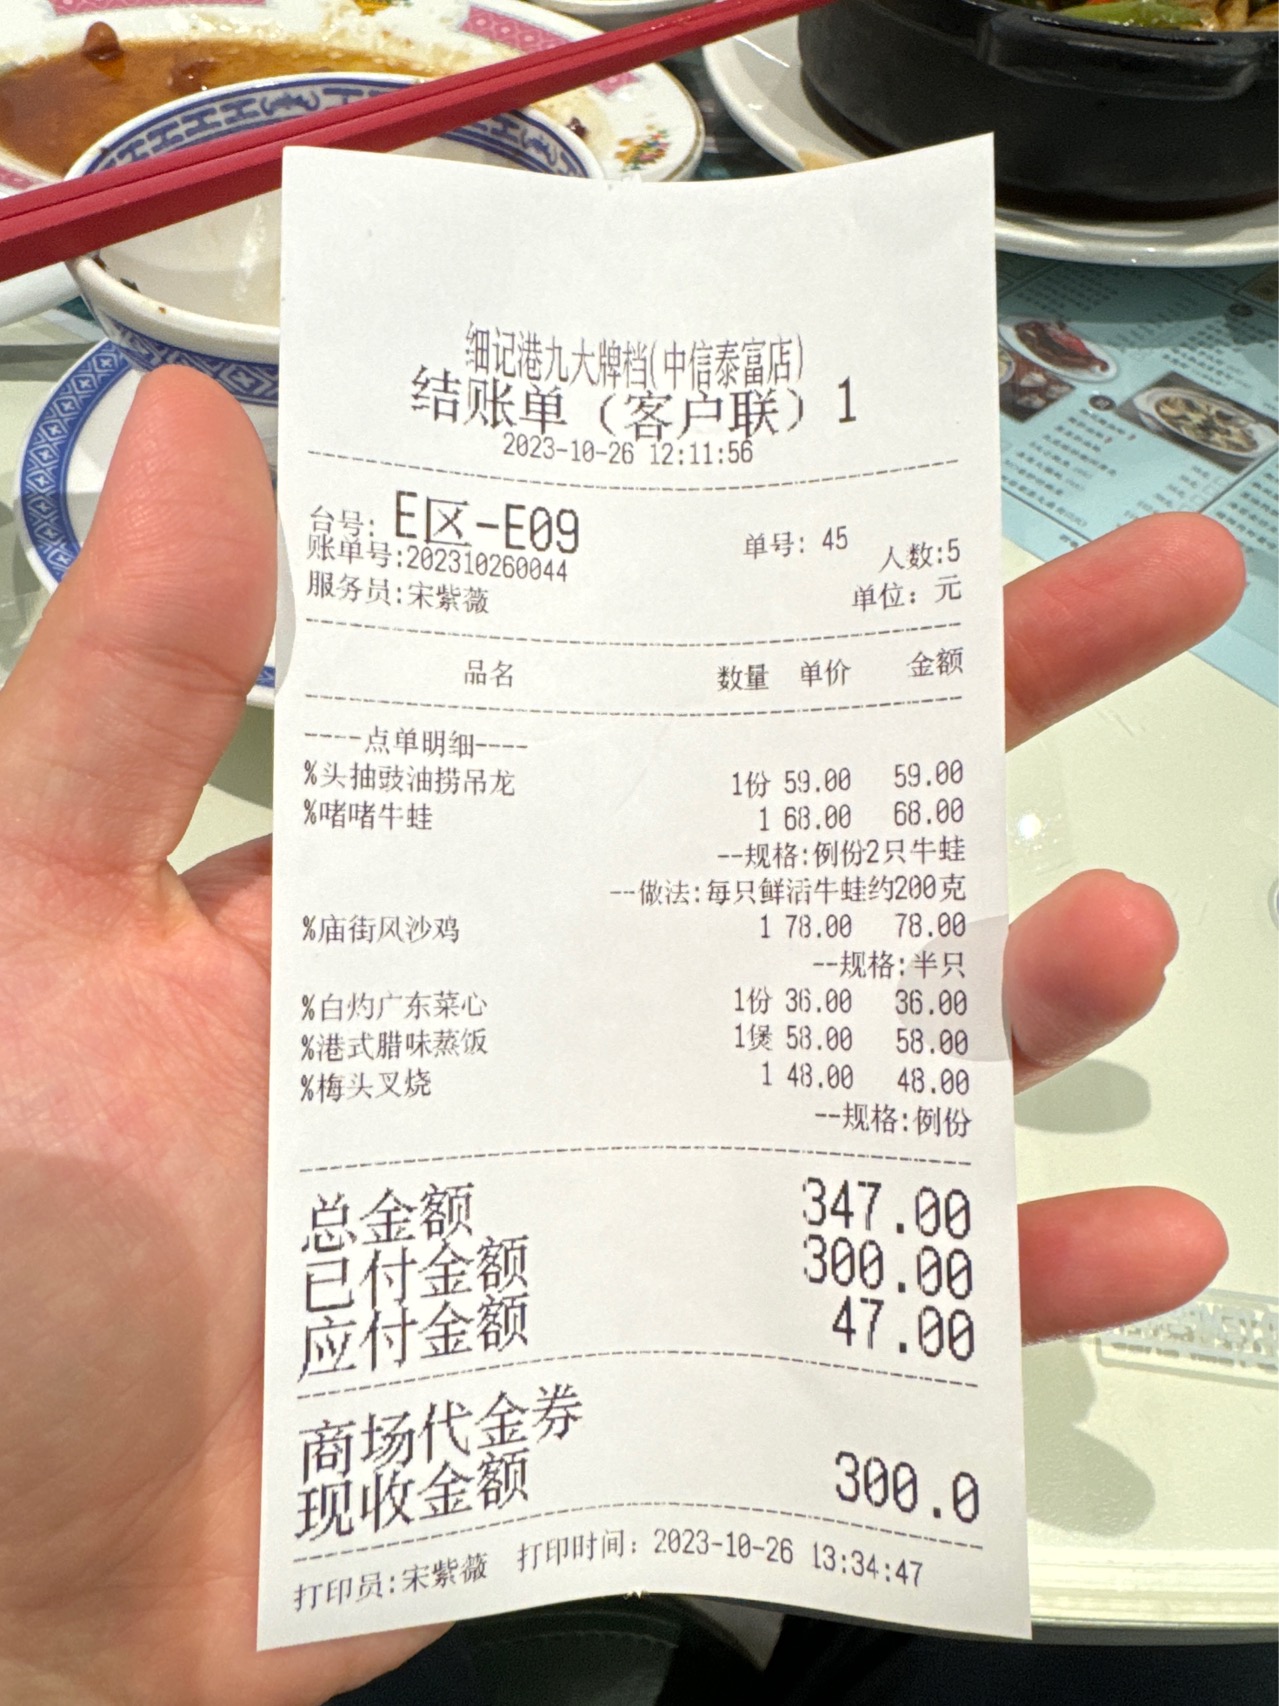 细记港九大牌档(中信泰富店)
结账单（客户联）1
2023-10-26 12:11:56
台号: E区-E09 单号: 45
账单号:202310260044 人数:5
服务员:宋紫薇 单位: 元
品名 数量 单价 金额
----点单明细----
%头抽豉油捞吊龙 1份 59.00 59.00
%啫啫牛蛙 1 68.00 68.00
--规格:例份2只牛蛙
--做法:每只鲜活牛蛙约200克
%庙街风沙鸡 1 78.00 78.00
--规格:半只
%白灼广东菜心 1份 36.00 36.00
%港式腊味蒸饭 1煲 58.00 58.00
%梅头叉烧 1 48.00 48.00
--规格:例份
总金额 347.00
已付金额 300.00
应付金额 47.00
商场代金券
现收金额 300.0
打印员:宋紫薇 打印时间: 2023-10-26 13:34:47